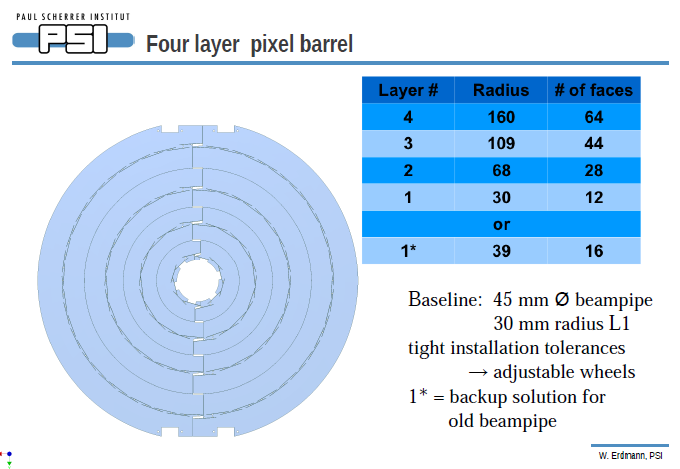 PAUL SCHERRER INSTITUT
PSI
Four layer pixel barrel
Layer # Radius # of faces
4 160 64
3 109 44
2 68 28
1 30 12
or
1* 39 16
Baseline: 45 mm Ø beampipe
30 mm radius L1
tight installation tolerances
→ adjustable wheels
1* = backup solution for
old beampipe
W. Erdmann, PSI